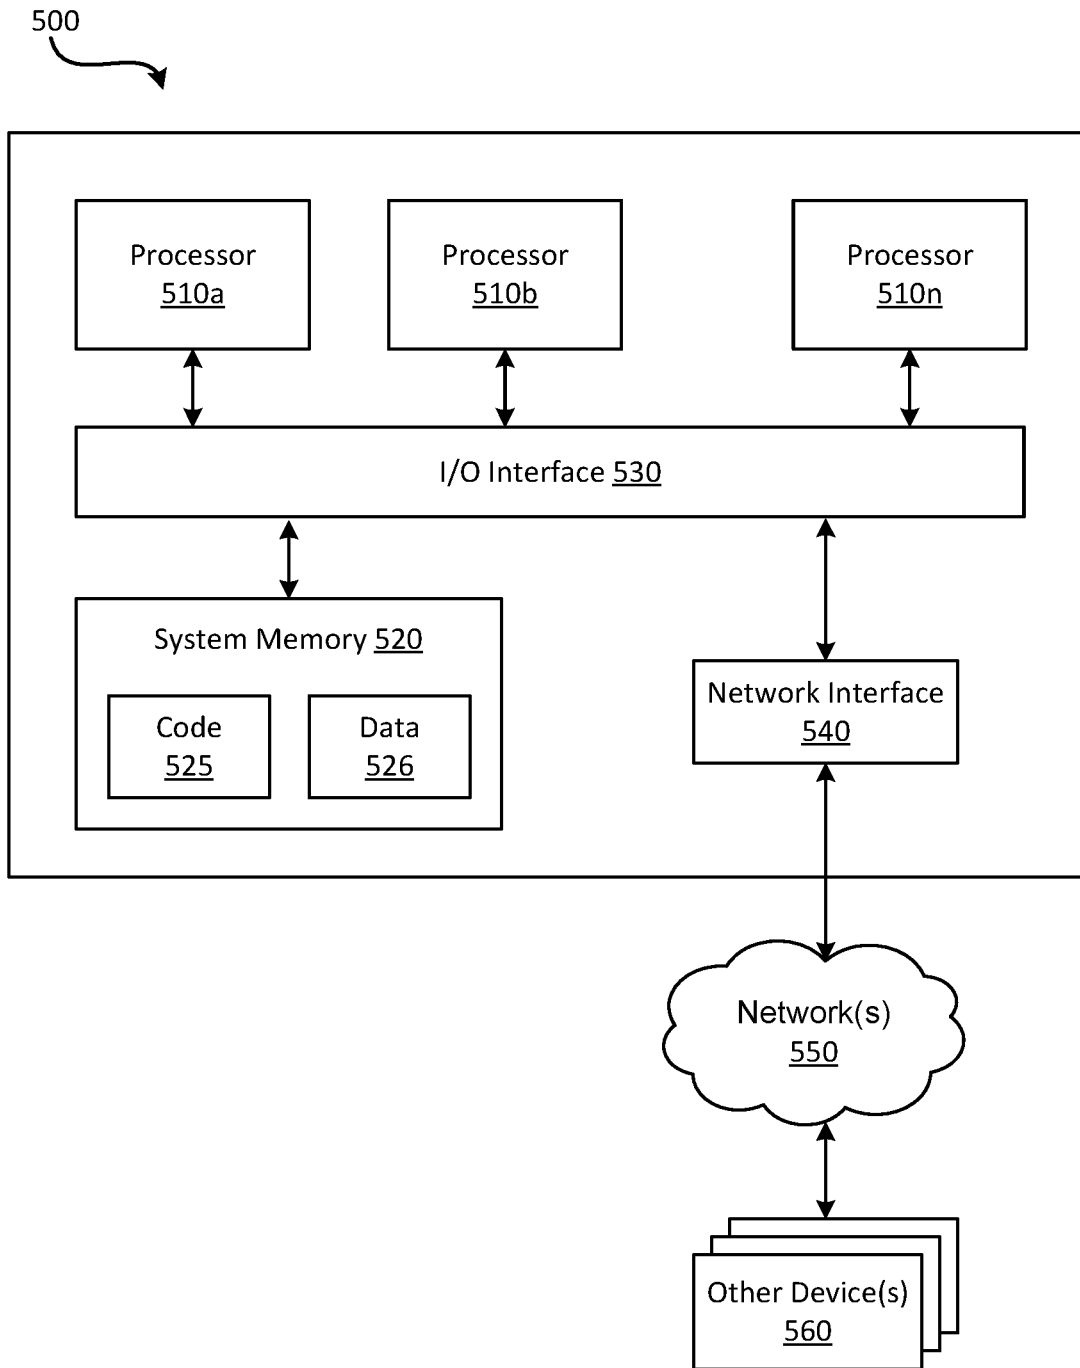 500
Processor
510a
Processor
510b
Processor
510n
I/O Interface 530
System Memory 520
Code
525
Data
526
Network Interface
540
Network(s)
550
Other Device(s)
560